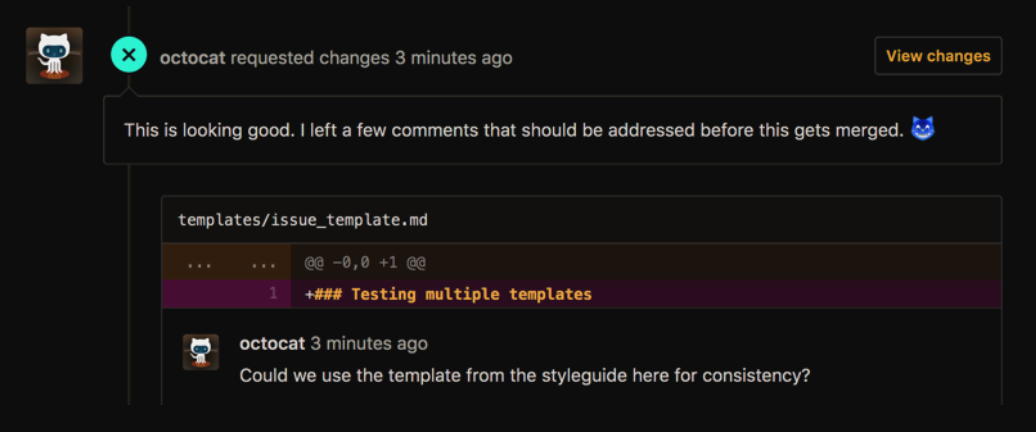 octocat requested changes 3 minutes ago
View changes
This is looking good. I left a few comments that should be addressed before this gets merged. 😺
templates/issue_template.md
... ... @@ -0,0 +1 @@
1 +### Testing multiple templates
octocat 3 minutes ago
Could we use the template from the styleguide here for consistency?